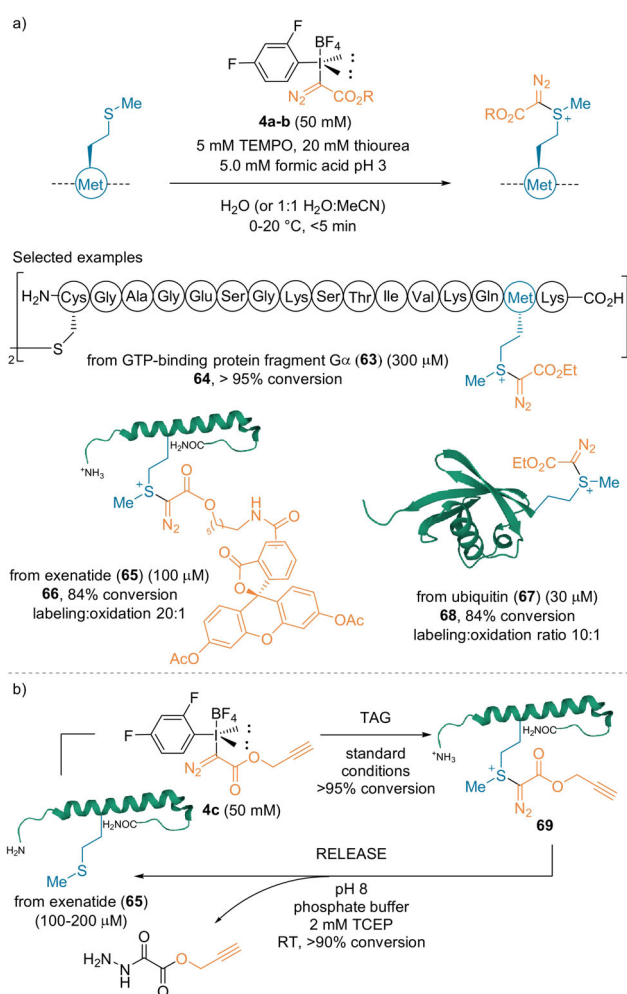 a)
F
F
BF4
I
:
:
N2
CO2R
4a-b (50 mM)
5 mM TEMPO, 20 mM thiourea
5.0 mM formic acid pH 3
H2O (or 1:1 H2O:MeCN)
0-20 °C, <5 min
S
Me
Met
N2
RO2C
S
+
Me
Met
Selected examples
H2N Cys Gly Ala Gly Glu Ser Gly Lys Ser Thr Ile Val Lys Gln Met Lys CO2H
2
S
from GTP-binding protein fragment Gα (63) (300 μM)
64, > 95% conversion
Me
S
+
CO2Et
N2
+NH3
H2NOC
+
Me
S
O
O
N2
5
HN
O
O
O
O
AcO
OAc
from exenatide (65) (100 μM)
66, 84% conversion
labeling:oxidation 20:1
N2
EtO2C
S
+
Me
from ubiquitin (67) (30 μM)
68, 84% conversion
labeling:oxidation ratio 10:1
b)
F
F
BF4
I
:
:
N2
O
O
4c (50 mM)
TAG
standard
conditions
>95% conversion
+NH3
H2NOC
+
Me
S
O
O
N2
69
H2N
H2NOC
S
Me
from exenatide (65)
(100-200 μM)
RELEASE
pH 8
phosphate buffer
2 mM TCEP
RT, >90% conversion
H2N
N
H
O
O
O